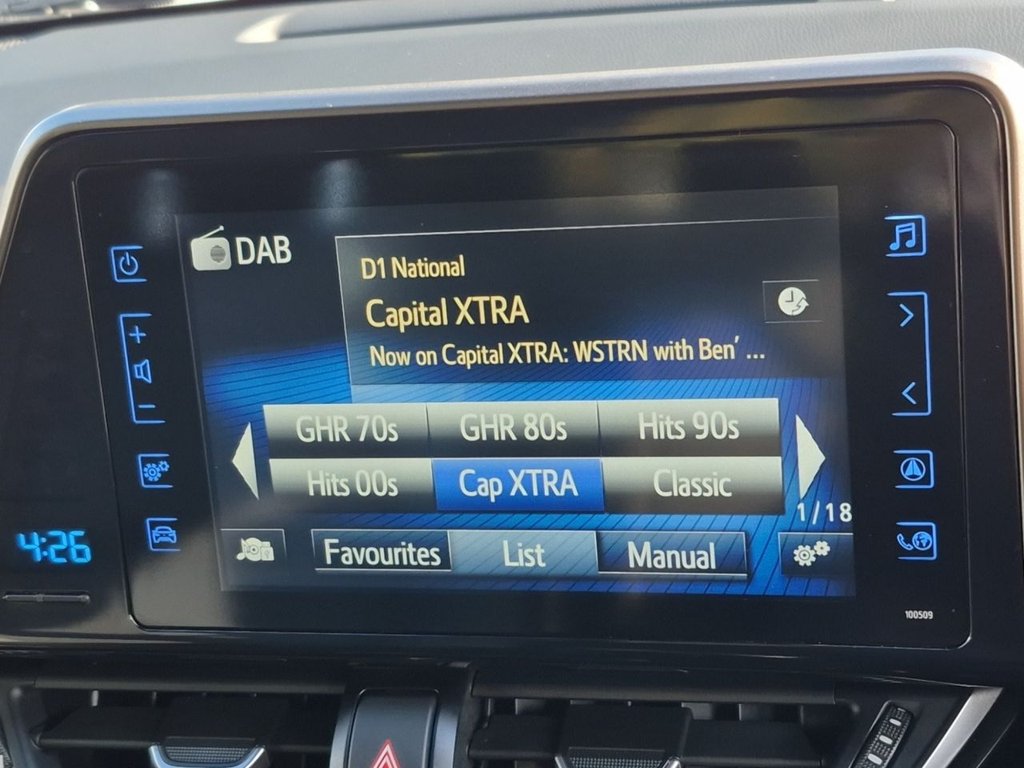 DAB
D1 National
Capital XTRA
Now on Capital XTRA: WSTRN with Ben' ...
GHR 70s GHR 80s Hits 90s
Hits 00s Cap XTRA Classic
1/18
4:26
Favourites List Manual
100509